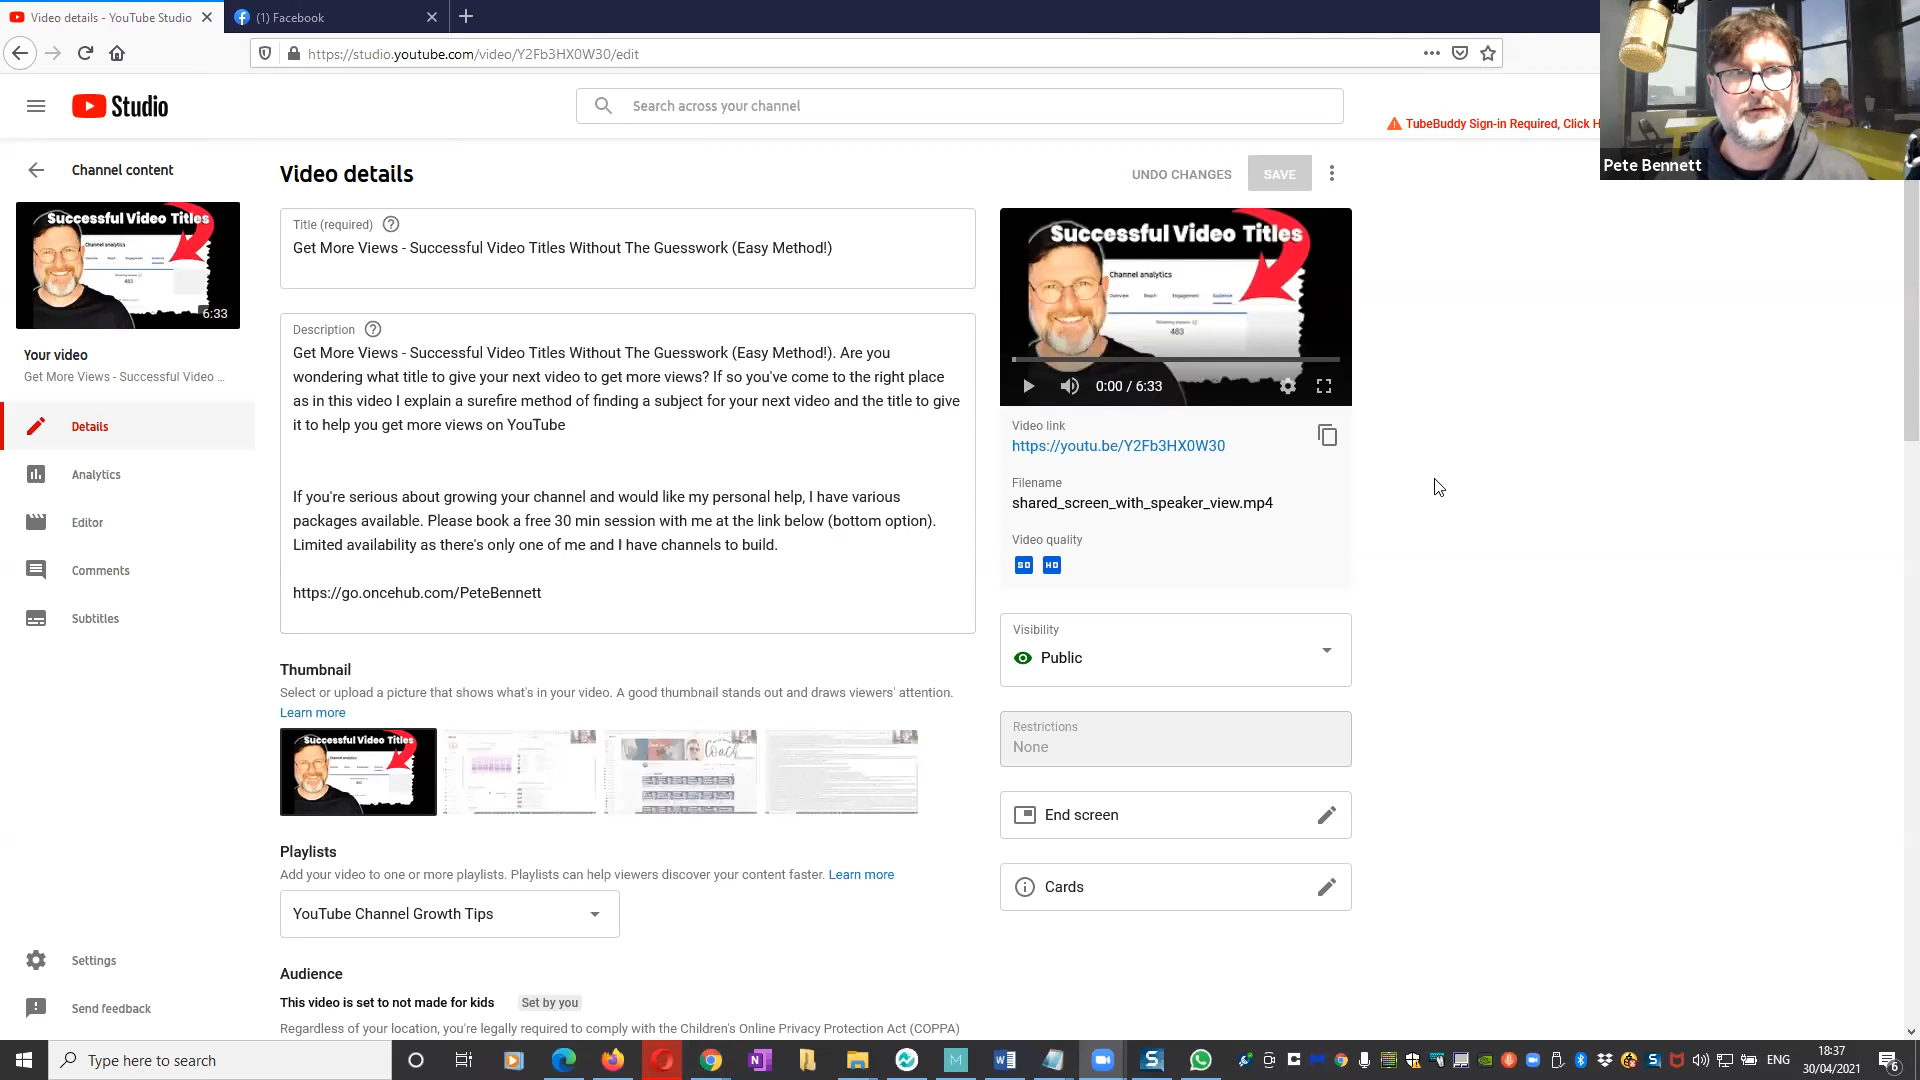 Video details - YouTube Studio
(1) Facebook
https://studio.youtube.com/video/Y2Fb3HX0W30/edit
Studio
Search across your channel
TubeBuddy Sign-in Required, Click H
Pete Bennett
Channel content
Video details
UNDO CHANGES
SAVE
Successful Video Titles
Channel analytics
6:33
Your video
Get More Views - Successful Video ...
Details
Analytics
Editor
Comments
Subtitles
Settings
Send feedback
Title (required)
Get More Views - Successful Video Titles Without The Guesswork (Easy Method!)
Description
Get More Views - Successful Video Titles Without The Guesswork (Easy Method!). Are you
wondering what title to give your next video to get more views? If so you've come to the right place
as in this video I explain a surefire method of finding a subject for your next video and the title to give
it to help you get more views on YouTube
If you're serious about growing your channel and would like my personal help, I have various
packages available. Please book a free 30 min session with me at the link below (bottom option).
Limited availability as there's only one of me and I have channels to build.
https://go.oncehub.com/PeteBennett
Thumbnail
Select or upload a picture that shows what's in your video. A good thumbnail stands out and draws viewers' attention.
Learn more
Successful Video Titles
Coach
Playlists
Add your video to one or more playlists. Playlists can help viewers discover your content faster. Learn more
YouTube Channel Growth Tips
Audience
This video is set to not made for kids
Set by you
Regardless of your location, you're legally required to comply with the Children's Online Privacy Protection Act (COPPA)
Successful Video Titles
Channel analytics
Overview Reach Engagement Audience
483
0:00 / 6:33
Video link
https://youtu.be/Y2Fb3HX0W30
Filename
shared_screen_with_speaker_view.mp4
Video quality
SD HD
Visibility
Public
Restrictions
None
End screen
Cards
Type here to search
ENG
18:37
30/04/2021
6